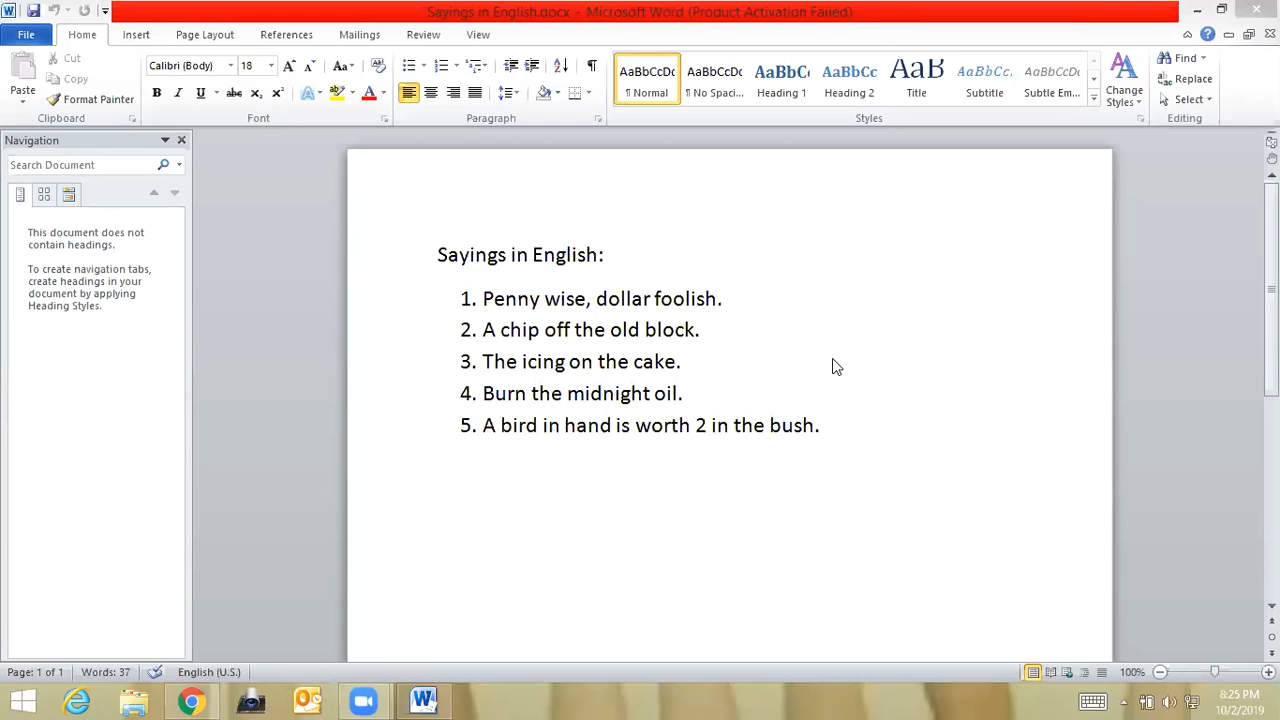 Sayings in English.docx - Microsoft Word (Product Activation Failed)
File Home Insert Page Layout References Mailings Review View
Paste
Cut
Copy
Format Painter
Clipboard
Calibri (Body) 18
Font
Paragraph
AaBbCcDc AaBbCcDc AaBbC AaBbCc AaB AaBbCc. AaBbCcDc
¶ Normal ¶ No Spaci... Heading 1 Heading 2 Title Subtitle Subtle Em...
Change Styles
Styles
Find
Replace
Select
Editing
Navigation
Search Document
This document does not
contain headings.
To create navigation tabs,
create headings in your
document by applying
Heading Styles.
Sayings in English:
1. Penny wise, dollar foolish.
2. A chip off the old block.
3. The icing on the cake.
4. Burn the midnight oil.
5. A bird in hand is worth 2 in the bush.
Page: 1 of 1 Words: 37 English (U.S.) 100%
8:25 PM
10/2/2019